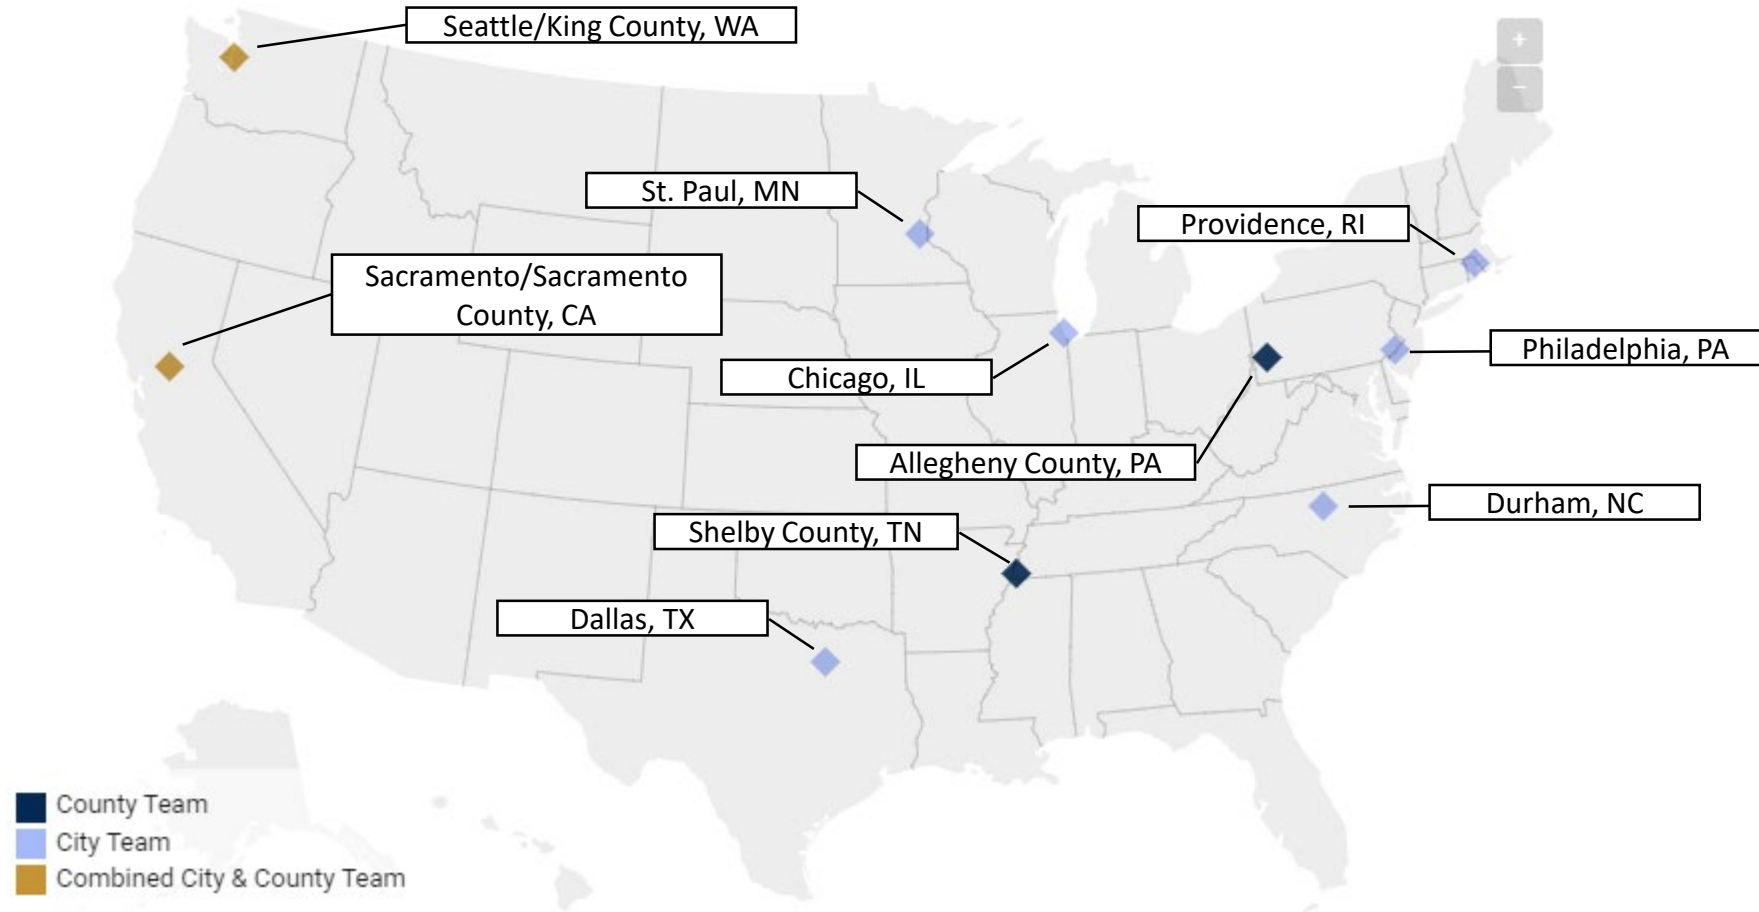 Seattle/King County, WA
+
−
St. Paul, MN
Providence, RI
Sacramento/Sacramento
County, CA
Philadelphia, PA
Chicago, IL
Allegheny County, PA
Durham, NC
Shelby County, TN
Dallas, TX
County Team
City Team
Combined City & County Team